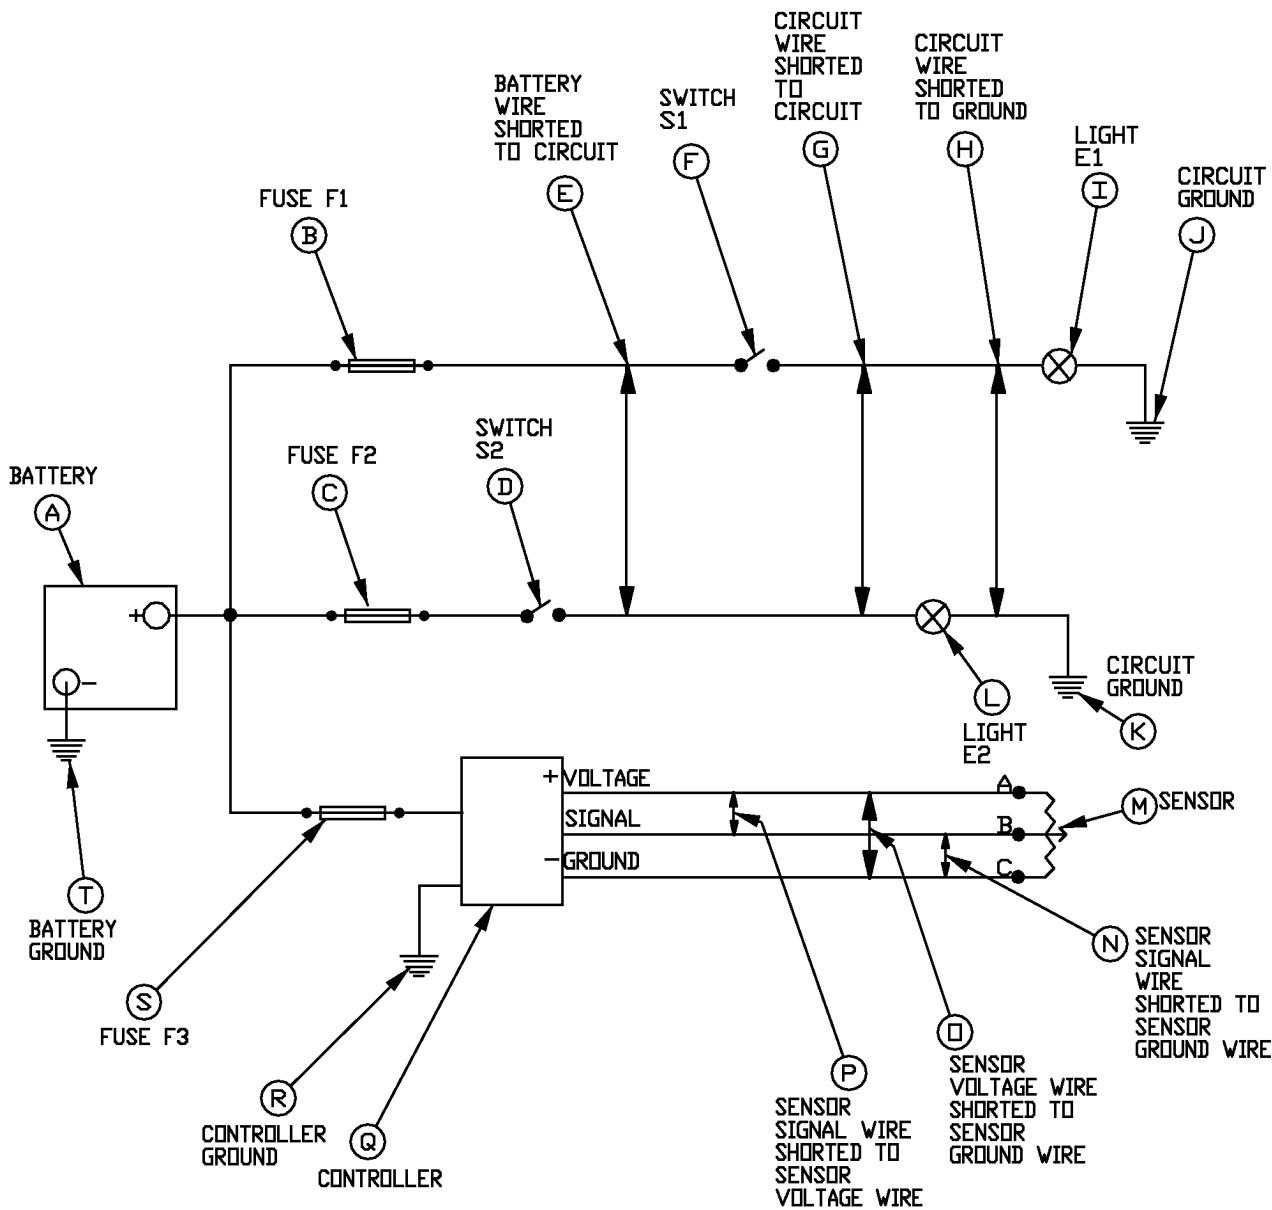 CIRCUIT
WIRE
SHORTED
TO
CIRCUIT
G
CIRCUIT
WIRE
SHORTED
TO GROUND
H
BATTERY
WIRE
SHORTED
TO CIRCUIT
E
SWITCH
S1
F
LIGHT
E1
I
CIRCUIT
GROUND
J
FUSE F1
B
SWITCH
S2
D
FUSE F2
C
BATTERY
A
+
-
CIRCUIT
GROUND
K
L
LIGHT
E2
+ VOLTAGE
SIGNAL
- GROUND
A
B
C
M SENSOR
T
BATTERY
GROUND
N
SENSOR
SIGNAL
WIRE
SHORTED TO
SENSOR
GROUND WIRE
S
FUSE F3
O
SENSOR
VOLTAGE WIRE
SHORTED TO
SENSOR
GROUND WIRE
P
SENSOR
SIGNAL WIRE
SHORTED TO
SENSOR
VOLTAGE WIRE
R
CONTROLLER
GROUND
Q
CONTROLLER